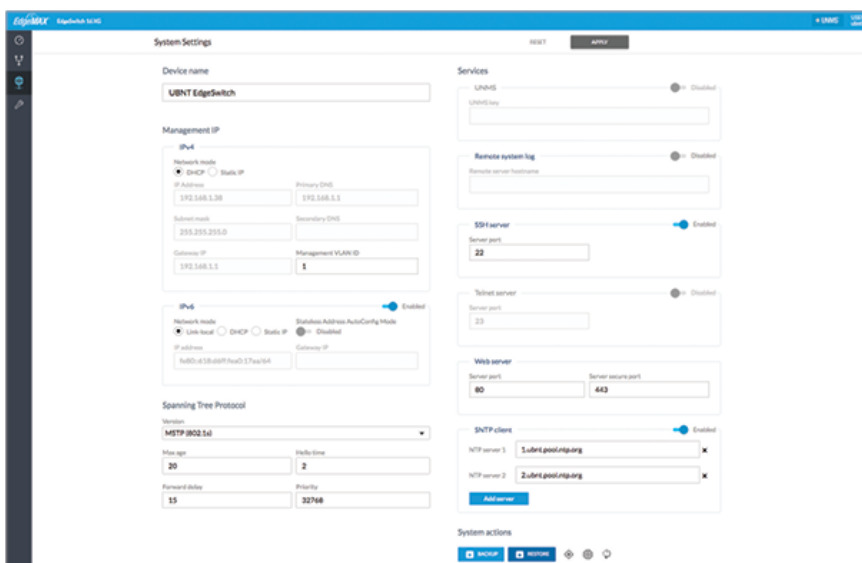 EdgeMAX EdgeSwitch 16XG + UNMS
System Settings RESET APPLY
Device name
UBNT EdgeSwitch
Management IP
IPv4
Network mode
DHCP Static IP
IP Address Primary DNS
192.168.1.38 192.168.1.1
Subnet mask Secondary DNS
255.255.255.0
Gateway IP Management VLAN ID
192.168.1.1 1
IPv6 Enabled
Network mode Stateless Address AutoConfig Mode
Link local DHCP Static IP Disabled
IP address Gateway IP
Spanning Tree Protocol
Version
MSTP (802.1s)
Max age Hello time
20 2
Forward delay Priority
15 32768
Services
UNMS Disabled
UNMS key
Remote system log Disabled
Remote server hostname
SSH server Enabled
Server port
22
Telnet server Disabled
Server port
23
Web server
Server port Server secure port
80 443
SNTP client Enabled
NTP server 1 1.ubnt.pool.ntp.org
NTP server 2 2.ubnt.pool.ntp.org
Add server
System actions
BACKUP RESTORE